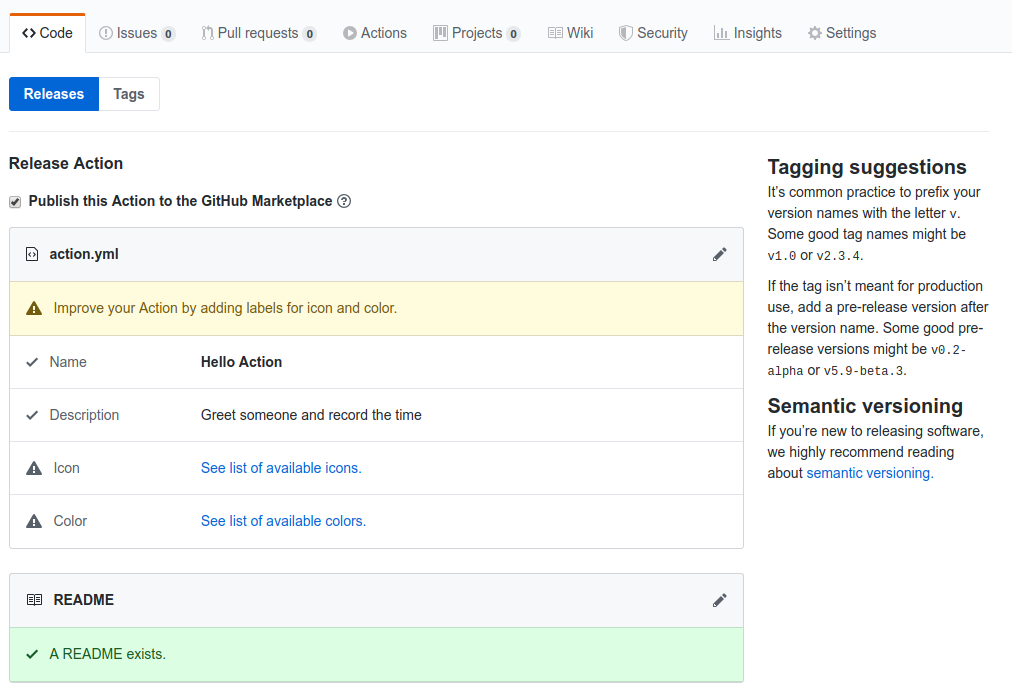 Code Issues 0 Pull requests 0 Actions Projects 0 Wiki Security Insights Settings
Releases Tags
Release Action
Publish this Action to the GitHub Marketplace
action.yml
Improve your Action by adding labels for icon and color.
Name Hello Action
Description Greet someone and record the time
Icon See list of available icons.
Color See list of available colors.
README
A README exists.
Tagging suggestions
It’s common practice to prefix your
version names with the letter v.
Some good tag names might be
v1.0 or v2.3.4.
If the tag isn’t meant for production
use, add a pre-release version after
the version name. Some good pre-
release versions might be v0.2-
alpha or v5.9-beta.3.
Semantic versioning
If you’re new to releasing software,
we highly recommend reading
about semantic versioning.